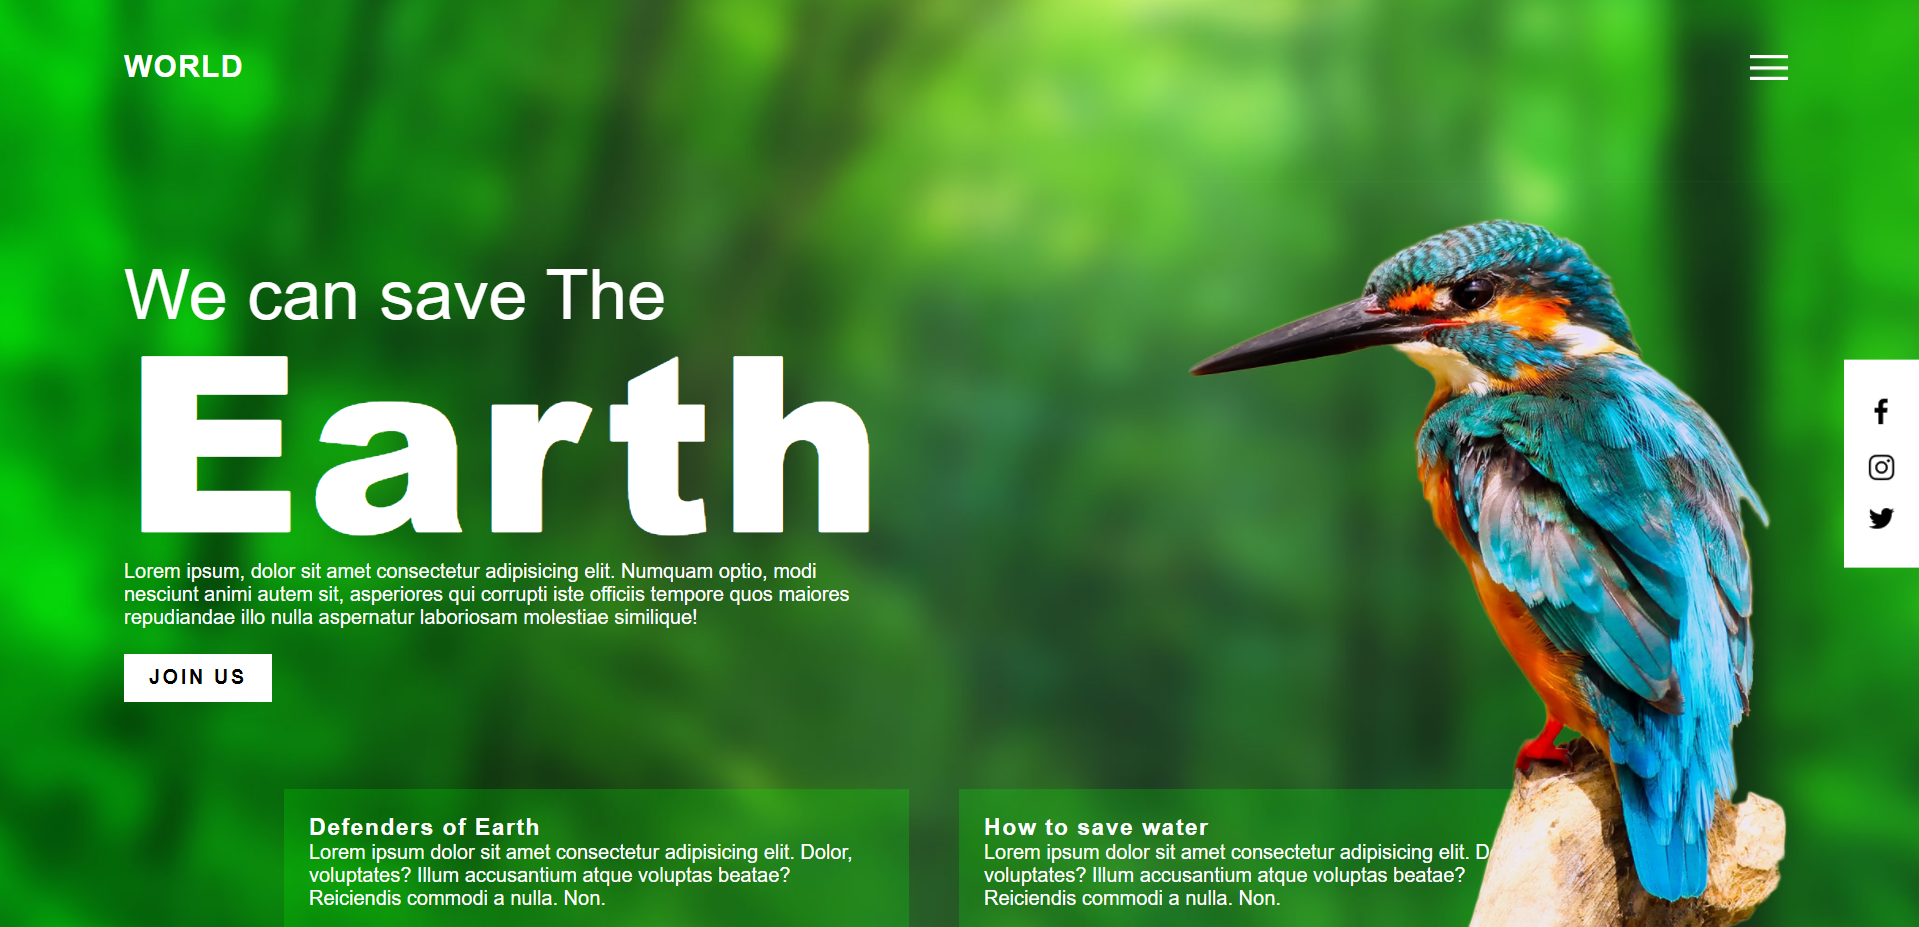 WORLD
We can save The
Earth
Lorem ipsum, dolor sit amet consectetur adipisicing elit. Numquam optio, modi
nesciunt animi autem sit, asperiores qui corrupti iste officiis tempore quos maiores
repudiandae illo nulla aspernatur laboriosam molestiae similique!
JOIN US
Defenders of Earth
Lorem ipsum dolor sit amet consectetur adipisicing elit. Dolor,
voluptates? Illum accusantium atque voluptas beatae?
Reiciendis commodi a nulla. Non.
How to save water
Lorem ipsum dolor sit amet consectetur adipisicing elit.
voluptates? Illum accusantium atque voluptas beatae?
Reiciendis commodi a nulla. Non.